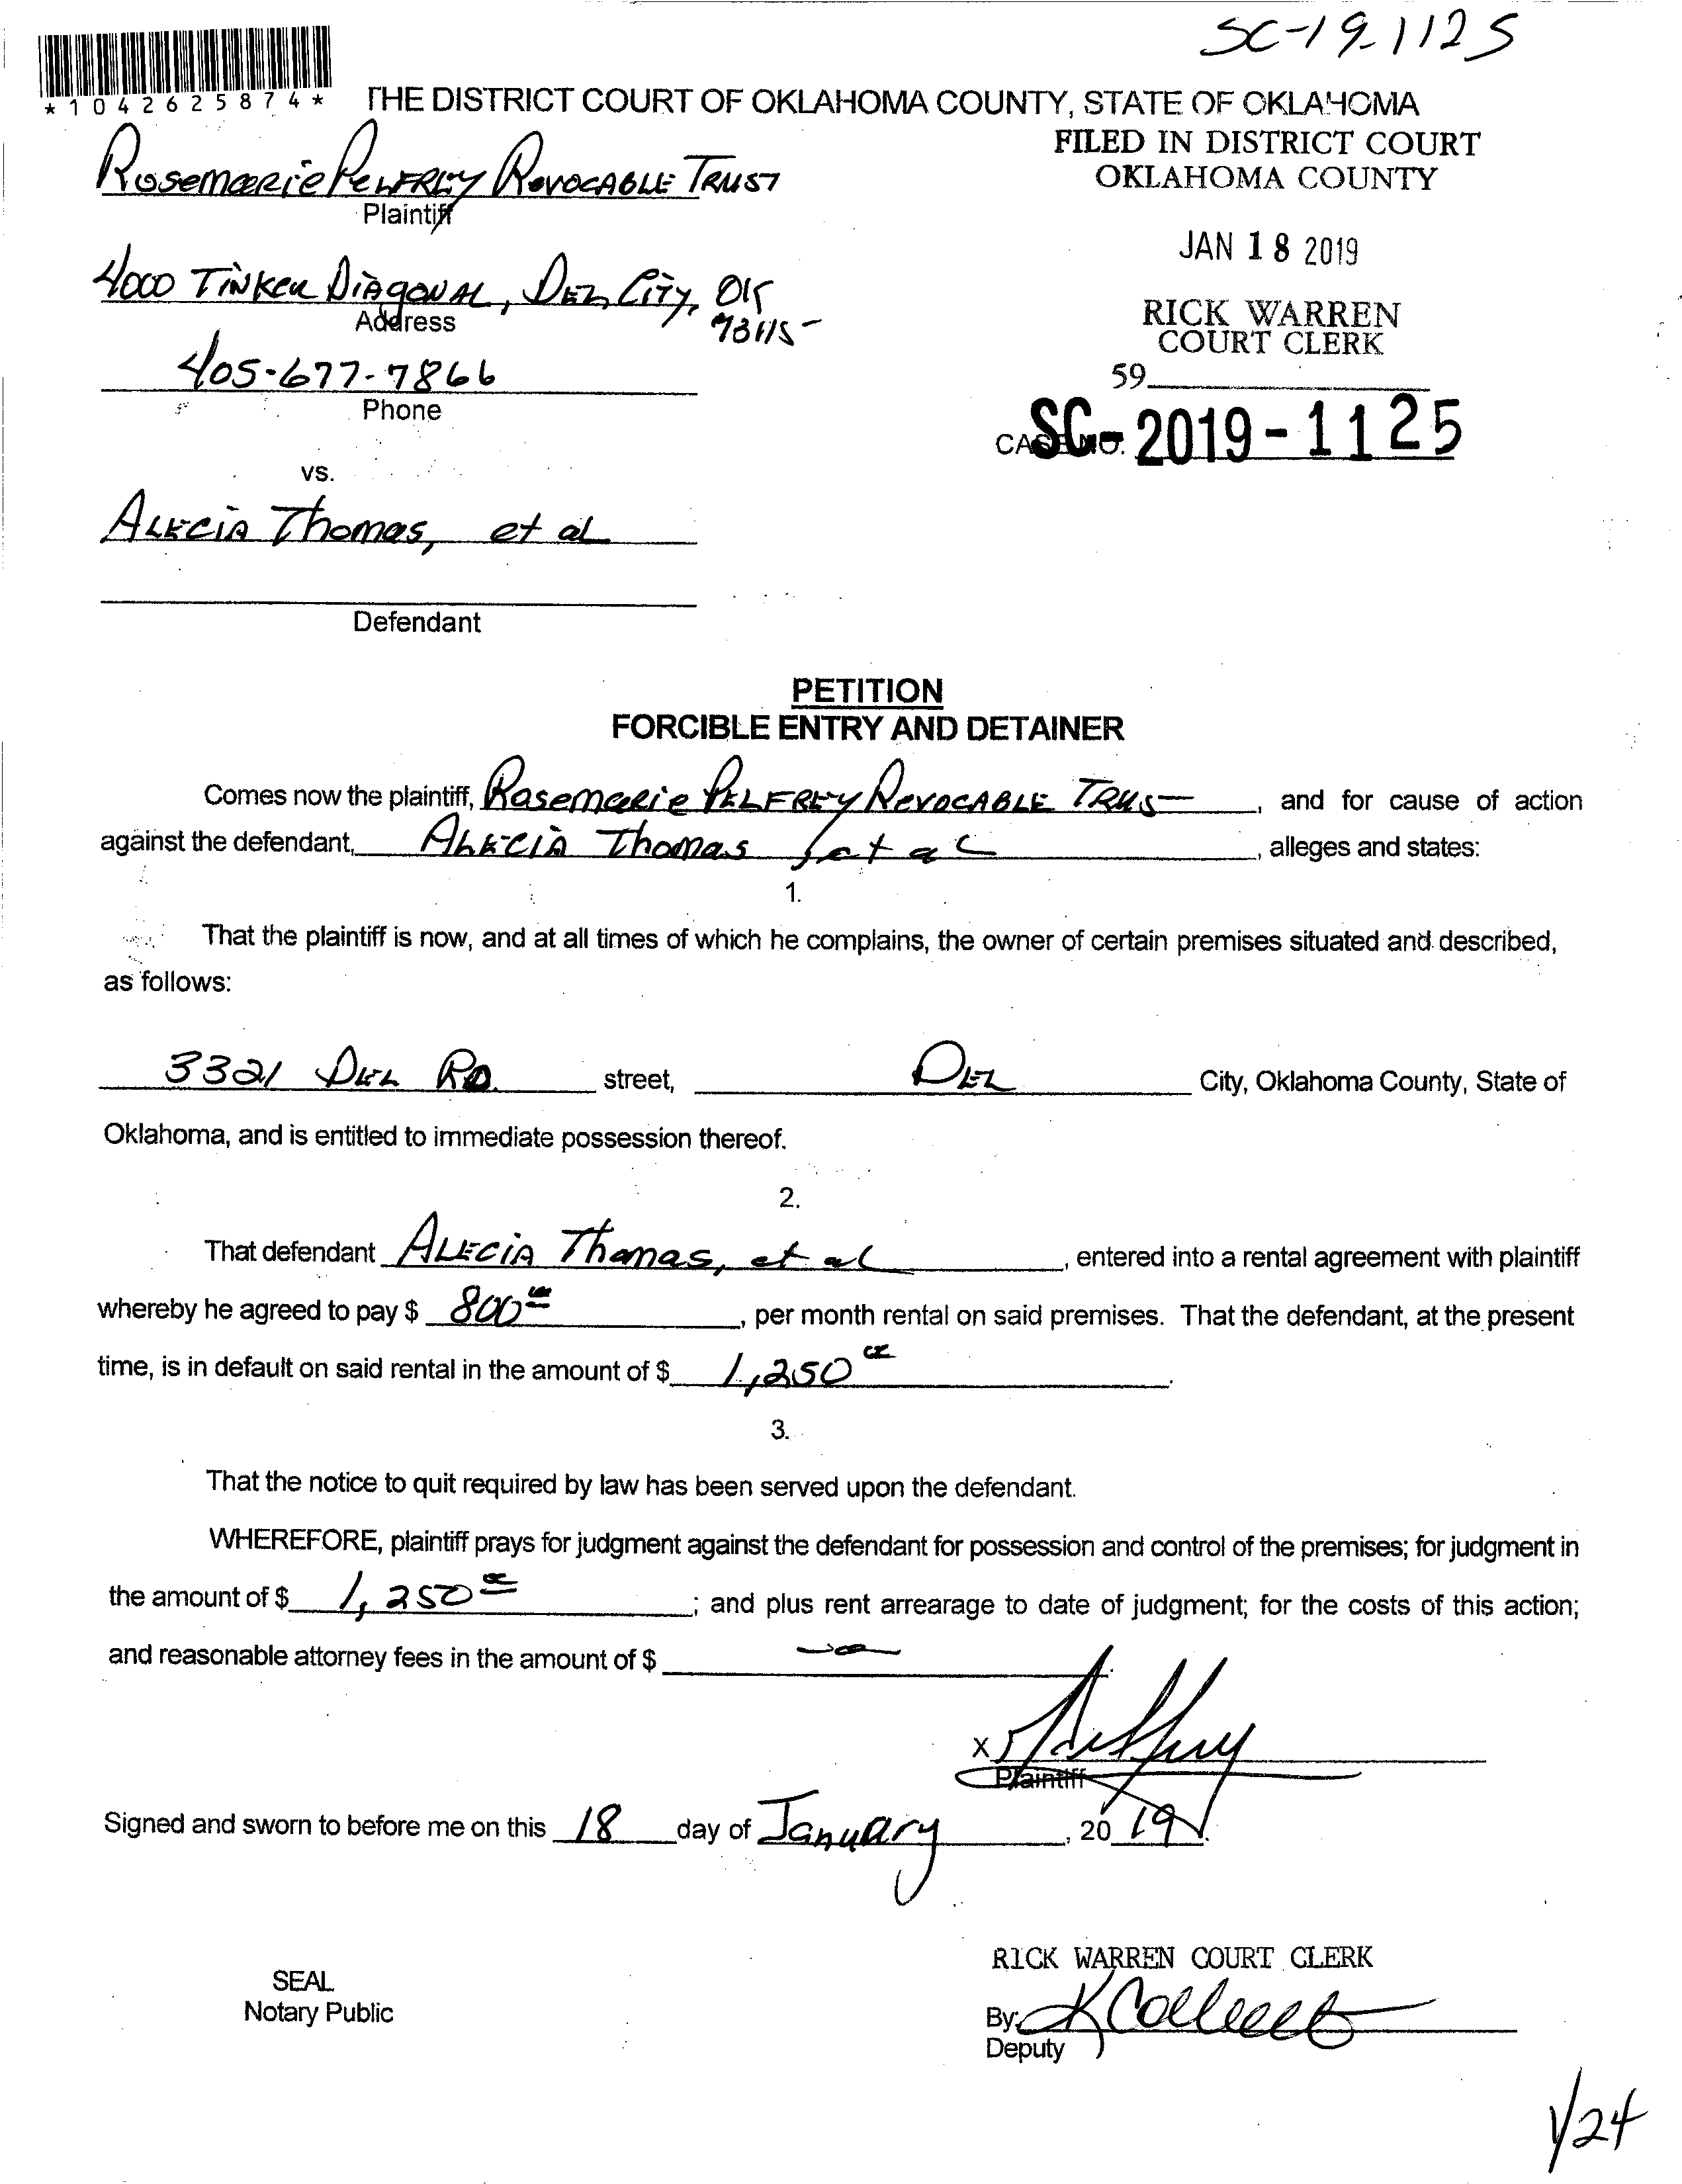 SC-19-1125
*1042625874*
THE DISTRICT COURT OF OKLAHOMA COUNTY, STATE OF OKLAHOMA
FILED IN DISTRICT COURT
OKLAHOMA COUNTY
Rosemarie Pelfrey Revocable Trust
Plaintiff
JAN 18 2019
4000 Tinker Diagonal, Del City, OK
73115
Address
RICK WARREN
COURT CLERK
405-677-7866
Phone
59
CASE NO. SC-2019-1125
vs.
Alecia Thomas, et al
Defendant
PETITION
FORCIBLE ENTRY AND DETAINER
Comes now the plaintiff, Rosemarie Pelfrey Revocable Trust, and for cause of action
against the defendant, Alecia Thomas, et al, alleges and states:
1.
That the plaintiff is now, and at all times of which he complains, the owner of certain premises situated and described,
as follows:
3321 Del Rd. street, Del City, Oklahoma County, State of
Oklahoma, and is entitled to immediate possession thereof.
2.
That defendant Alecia Thomas, et al, entered into a rental agreement with plaintiff
whereby he agreed to pay $ 800 00, per month rental on said premises. That the defendant, at the present
time, is in default on said rental in the amount of $ 1,250 00.
3.
That the notice to quit required by law has been served upon the defendant.
WHEREFORE, plaintiff prays for judgment against the defendant for possession and control of the premises; for judgment in
the amount of $ 1,250 00; and plus rent arrearage to date of judgment; for the costs of this action;
and reasonable attorney fees in the amount of $
X
Plaintiff
Signed and sworn to before me on this 18 day of January, 2019.
RICK WARREN COURT CLERK
SEAL
Notary Public
By:
Deputy
1/24